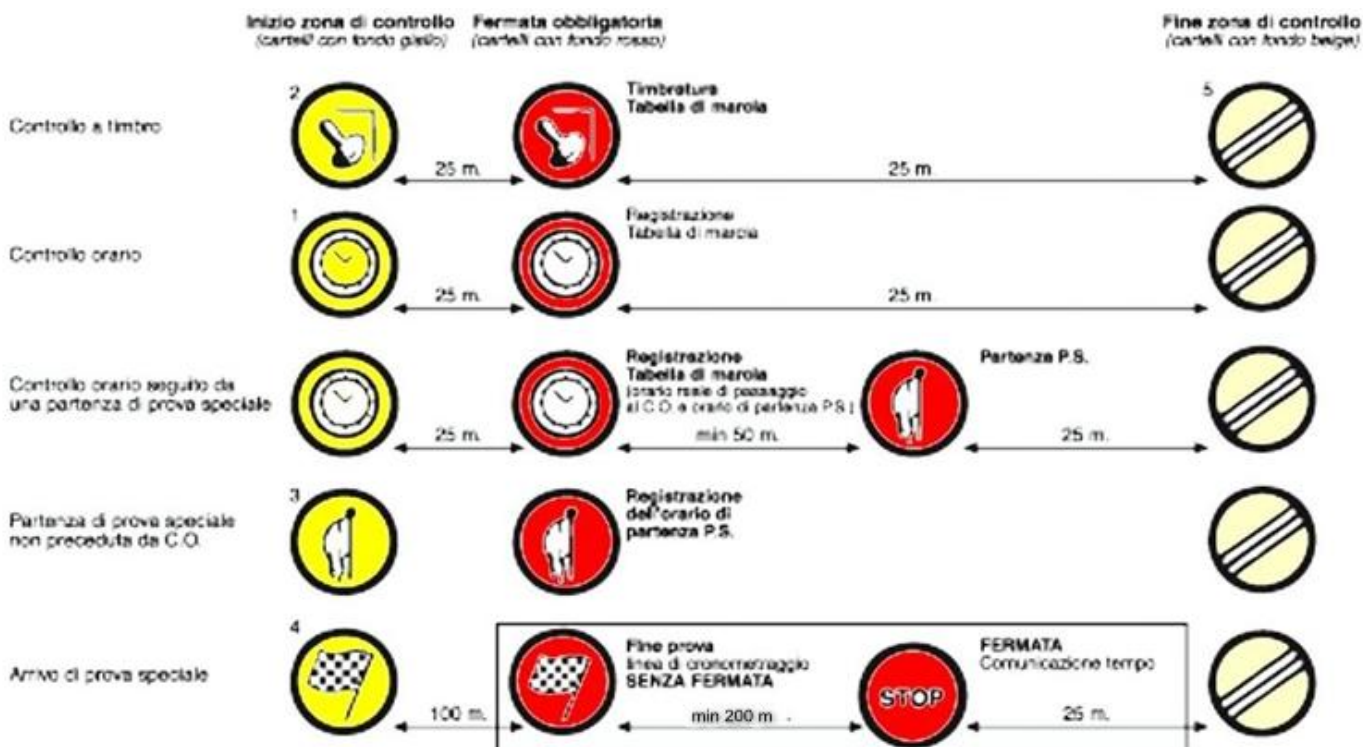 Inizio zona di controllo
(cartelli con fondo giallo)
Fermata obbligatoria
(cartelli con fondo rosso)
Fine zona di controllo
(cartelli con fondo beige)
Controllo a timbro
2
25 m.
Timbratura
Tabella di marcia
25 m
5
Controllo orario
1
25 m.
Registrazione
Tabella di marcia
25 m
Controllo orario seguito da
una partenza di prova speciale
25 m.
Registrazione
Tabella di marcia
(orario reale di passaggio
al C.O. e orario di partenza P.S.)
min 50 m.
Partenza P.S.
25 m.
Partenza di prova speciale
non preceduta da C.O.
3
Registrazione
dell'orario di
partenza P.S.
Arrivo di prova speciale
4
100 m.
Fine prova
linea di cronometraggio
SENZA FERMATA
min 200 m .
STOP
FERMATA
Comunicazione tempo
25 m.